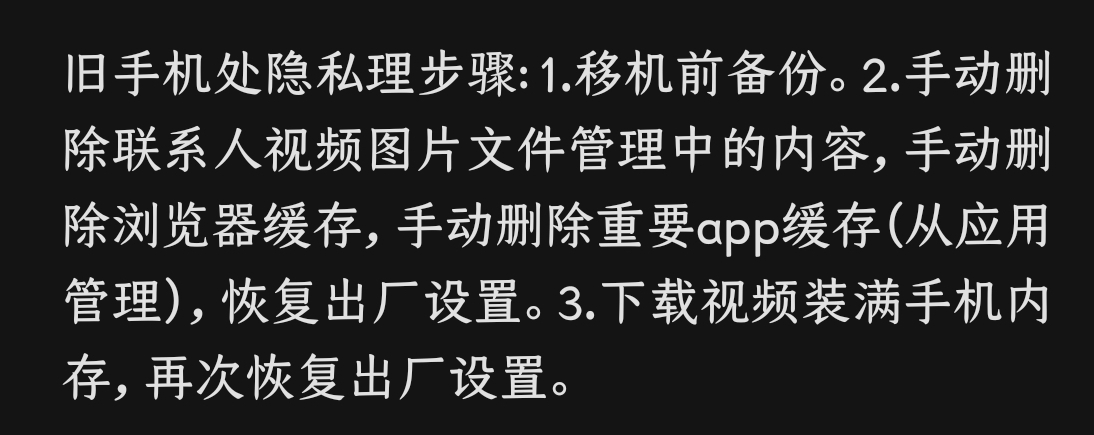 旧手机处隐私理步骤:1.移机前备份。2.手动删
除联系人视频图片文件管理中的内容,手动删
除浏览器缓存,手动删除重要app缓存(从应用
管理),恢复出厂设置。3.下载视频装满手机内
存,再次恢复出厂设置。